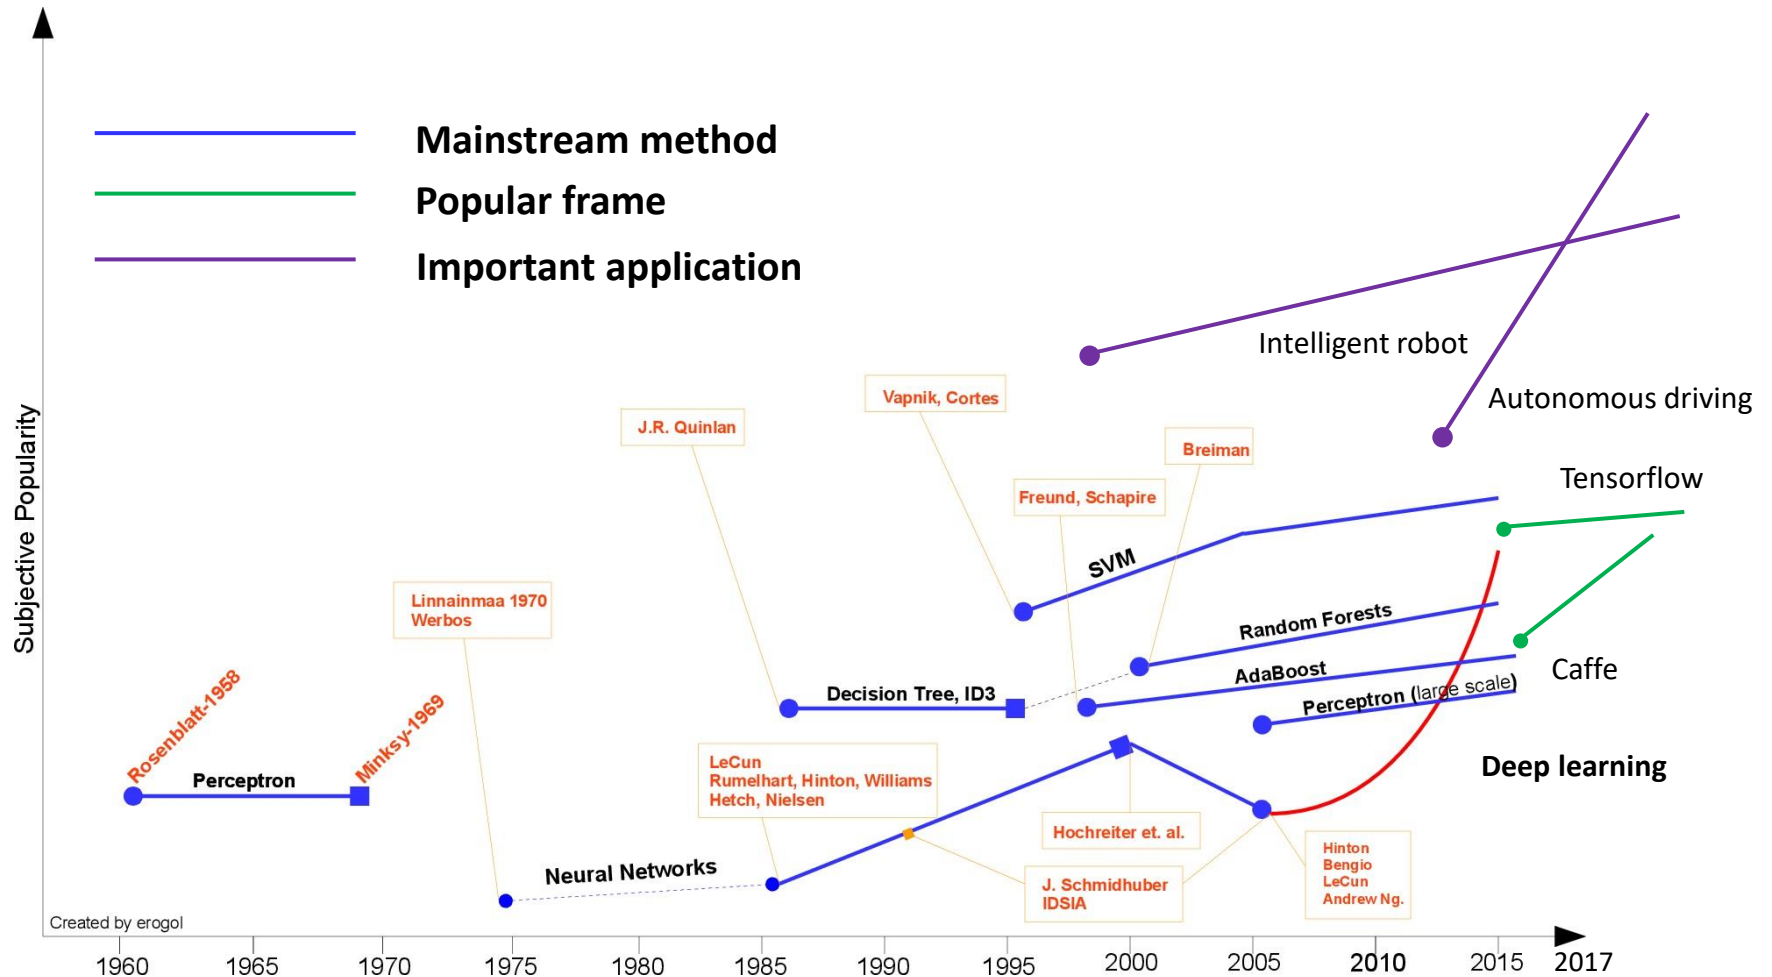 Mainstream method
Popular frame
Important application
Subjective Popularity
Intelligent robot
Autonomous driving
Vapnik, Cortes
J.R. Quinlan
Breiman
Tensorflow
Freund, Schapire
SVM
Linnainmaa 1970
Werbos
Random Forests
AdaBoost
Caffe
Decision Tree, ID3
Perceptron (large scale)
Rosenblatt-1958
Minksy-1969
Perceptron
LeCun
Rumelhart, Hinton, Williams
Hetch, Nielsen
Deep learning
Hochreiter et. al.
Neural Networks
J. Schmidhuber
IDSIA
Hinton
Bengio
LeCun
Andrew Ng.
Created by erogol
1960 1965 1970 1975 1980 1985 1990 1995 2000 2005 2010 2015 2017